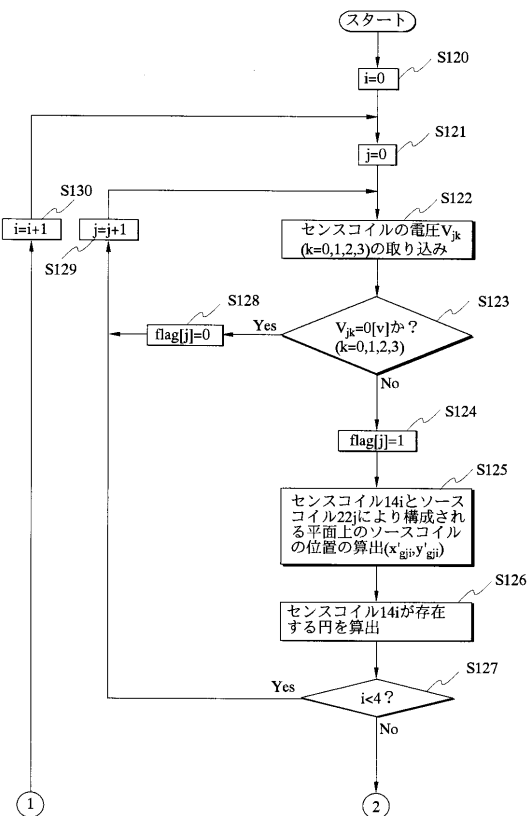 スタート
S120
i=0
S121
j=0
S130
i=i+1
j=j+1
S129
S122
センスコイルの電圧Vjk
(k=0,1,2,3)の取り込み
S128
flag[j]=0
Yes
S123
Vjk=0[v]か？
(k=0,1,2,3)
No
S124
flag[j]=1
S125
センスコイル14iとソース
コイル22jにより構成され
る平面上のソースコイル
の位置の算出(x'gji,y'gji)
S126
センスコイル14iが存在
する円を算出
S127
Yes
i<4？
No
1
2